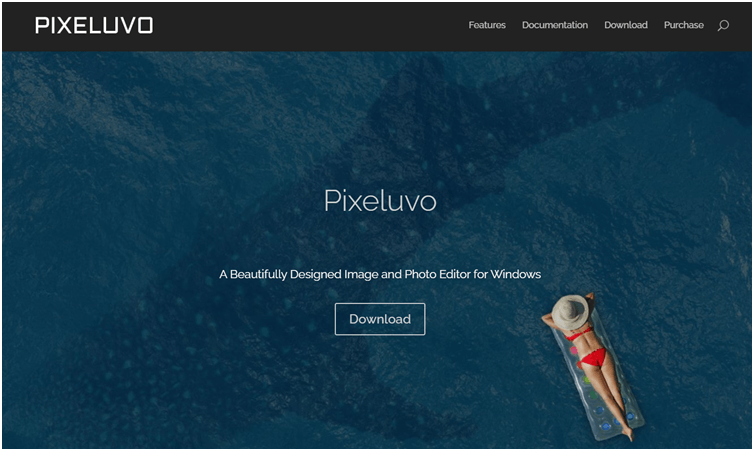 PIXELUVO
Features Documentation Download Purchase
Pixeluvo
A Beautifully Designed Image and Photo Editor for Windows
Download